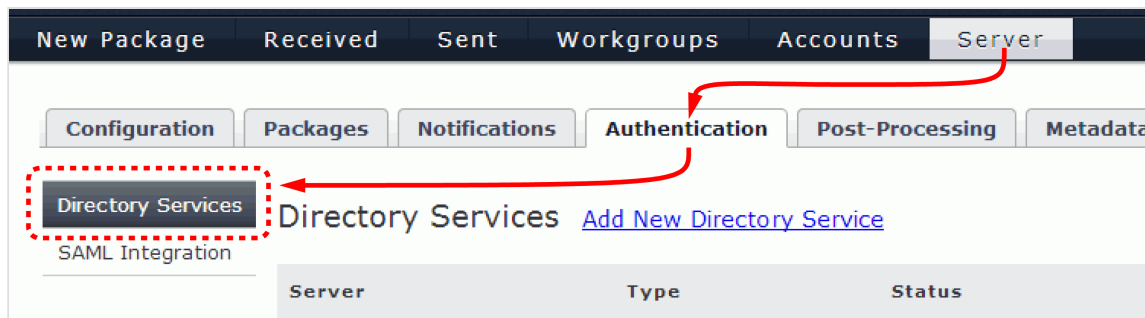 New Package Received Sent Workgroups Accounts Server
Configuration Packages Notifications Authentication Post-Processing Metadata
Directory Services
SAML Integration
Directory Services Add New Directory Service
Server Type Status